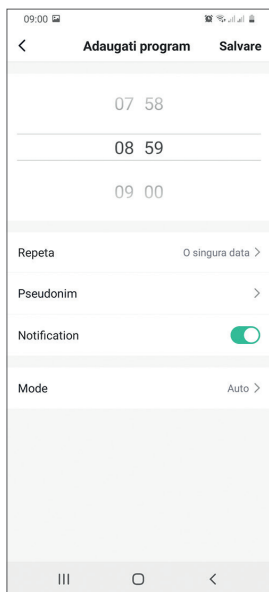 09:00
Adaugati program Salvare
07 58
08 59
09 00
Repeta O singura data
Pseudonim
Notification
Mode Auto